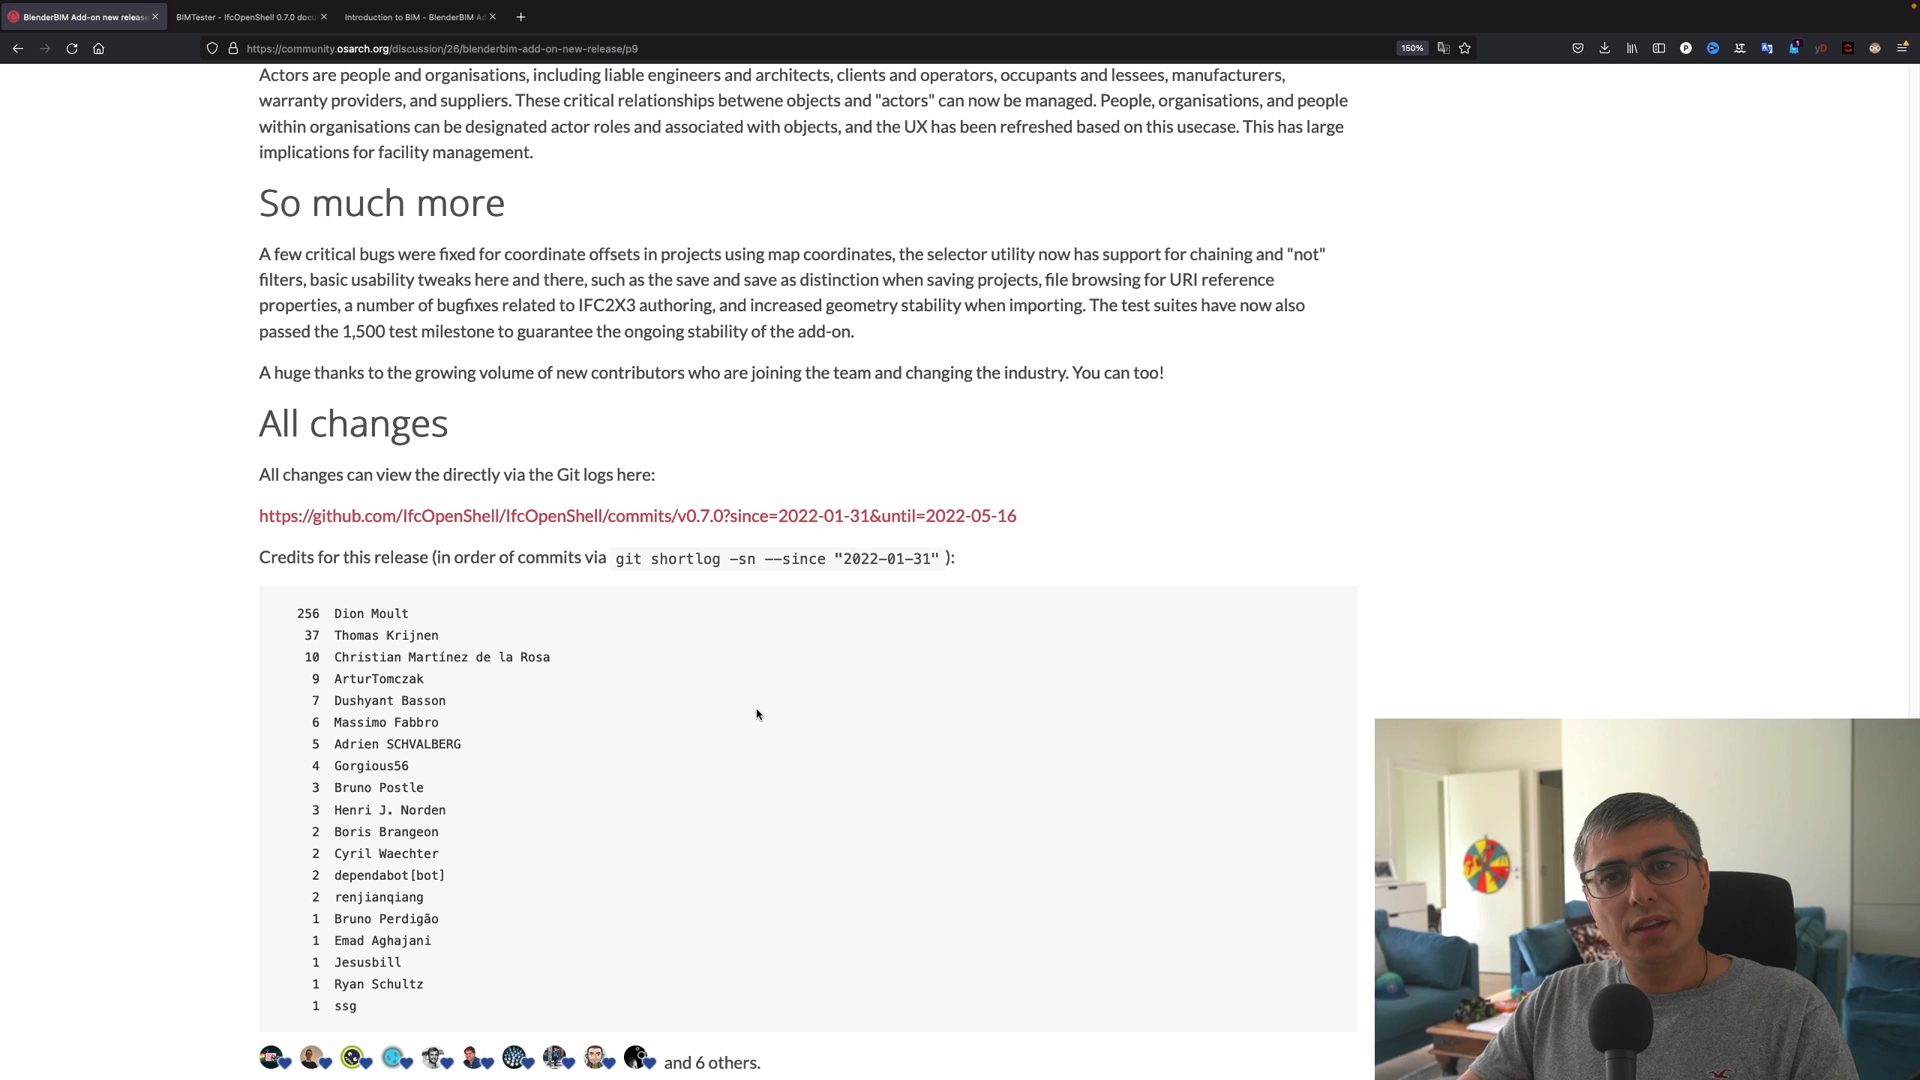 BlenderBIM Add-on new release
BIMTester - IfcOpenShell 0.7.0 docu
Introduction to BIM - BlenderBIM Ad
https://community.osarch.org/discussion/26/blenderbim-add-on-new-release/p9
150%
Actors are people and organisations, including liable engineers and architects, clients and operators, occupants and lessees, manufacturers,
warranty providers, and suppliers. These critical relationships betwene objects and "actors" can now be managed. People, organisations, and people
within organisations can be designated actor roles and associated with objects, and the UX has been refreshed based on this usecase. This has large
implications for facility management.
So much more
A few critical bugs were fixed for coordinate offsets in projects using map coordinates, the selector utility now has support for chaining and "not"
filters, basic usability tweaks here and there, such as the save and save as distinction when saving projects, file browsing for URI reference
properties, a number of bugfixes related to IFC2X3 authoring, and increased geometry stability when importing. The test suites have now also
passed the 1,500 test milestone to guarantee the ongoing stability of the add-on.
A huge thanks to the growing volume of new contributors who are joining the team and changing the industry. You can too!
All changes
All changes can view the directly via the Git logs here:
https://github.com/IfcOpenShell/IfcOpenShell/commits/v0.7.0?since=2022-01-31&until=2022-05-16
Credits for this release (in order of commits via git shortlog -sn --since "2022-01-31" ):
256 Dion Moult
37 Thomas Krijnen
10 Christian Martínez de la Rosa
9 ArturTomczak
7 Dushyant Basson
6 Massimo Fabbro
5 Adrien SCHVALBERG
4 Gorgious56
3 Bruno Postle
3 Henri J. Norden
2 Boris Brangeon
2 Cyril Waechter
2 dependabot[bot]
2 renjianqiang
1 Bruno Perdigão
1 Emad Aghajani
1 Jesusbill
1 Ryan Schultz
1 ssg
and 6 others.